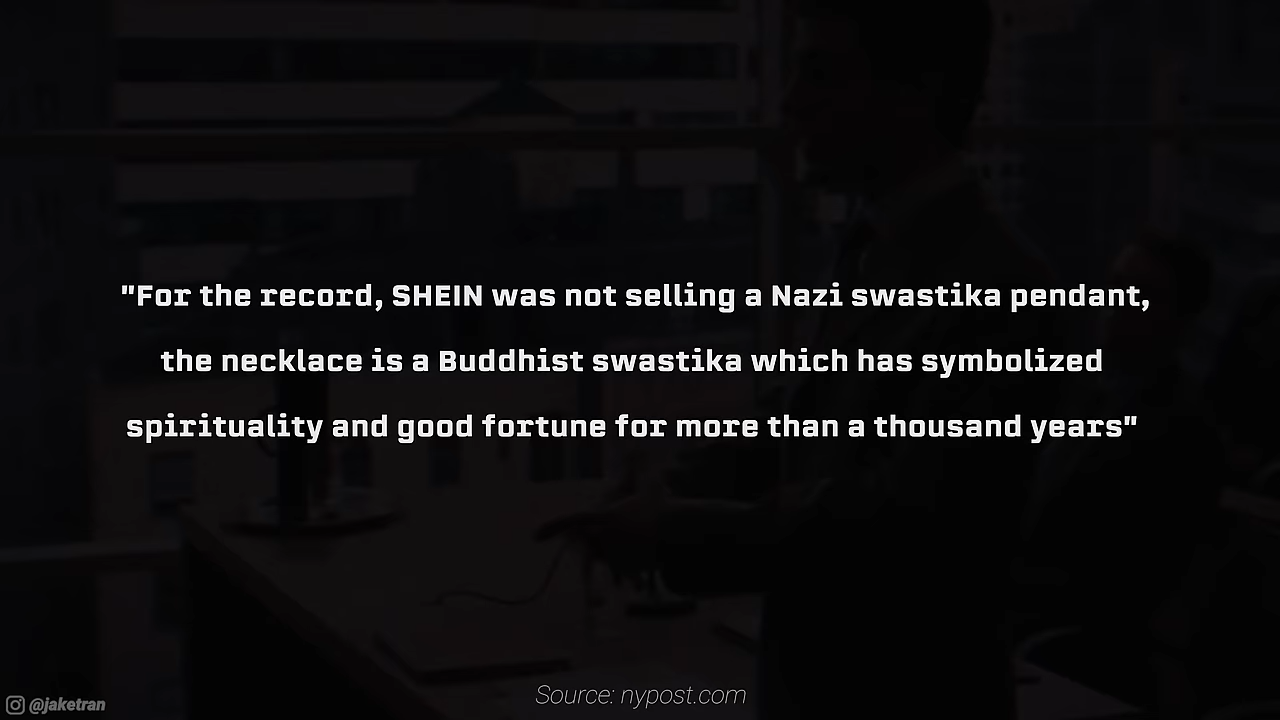 "For the record, SHEIN was not selling a Nazi swastika pendant,
the necklace is a Buddhist swastika which has symbolized
spirituality and good fortune for more than a thousand years"
Source: nypost.com
@jaketran